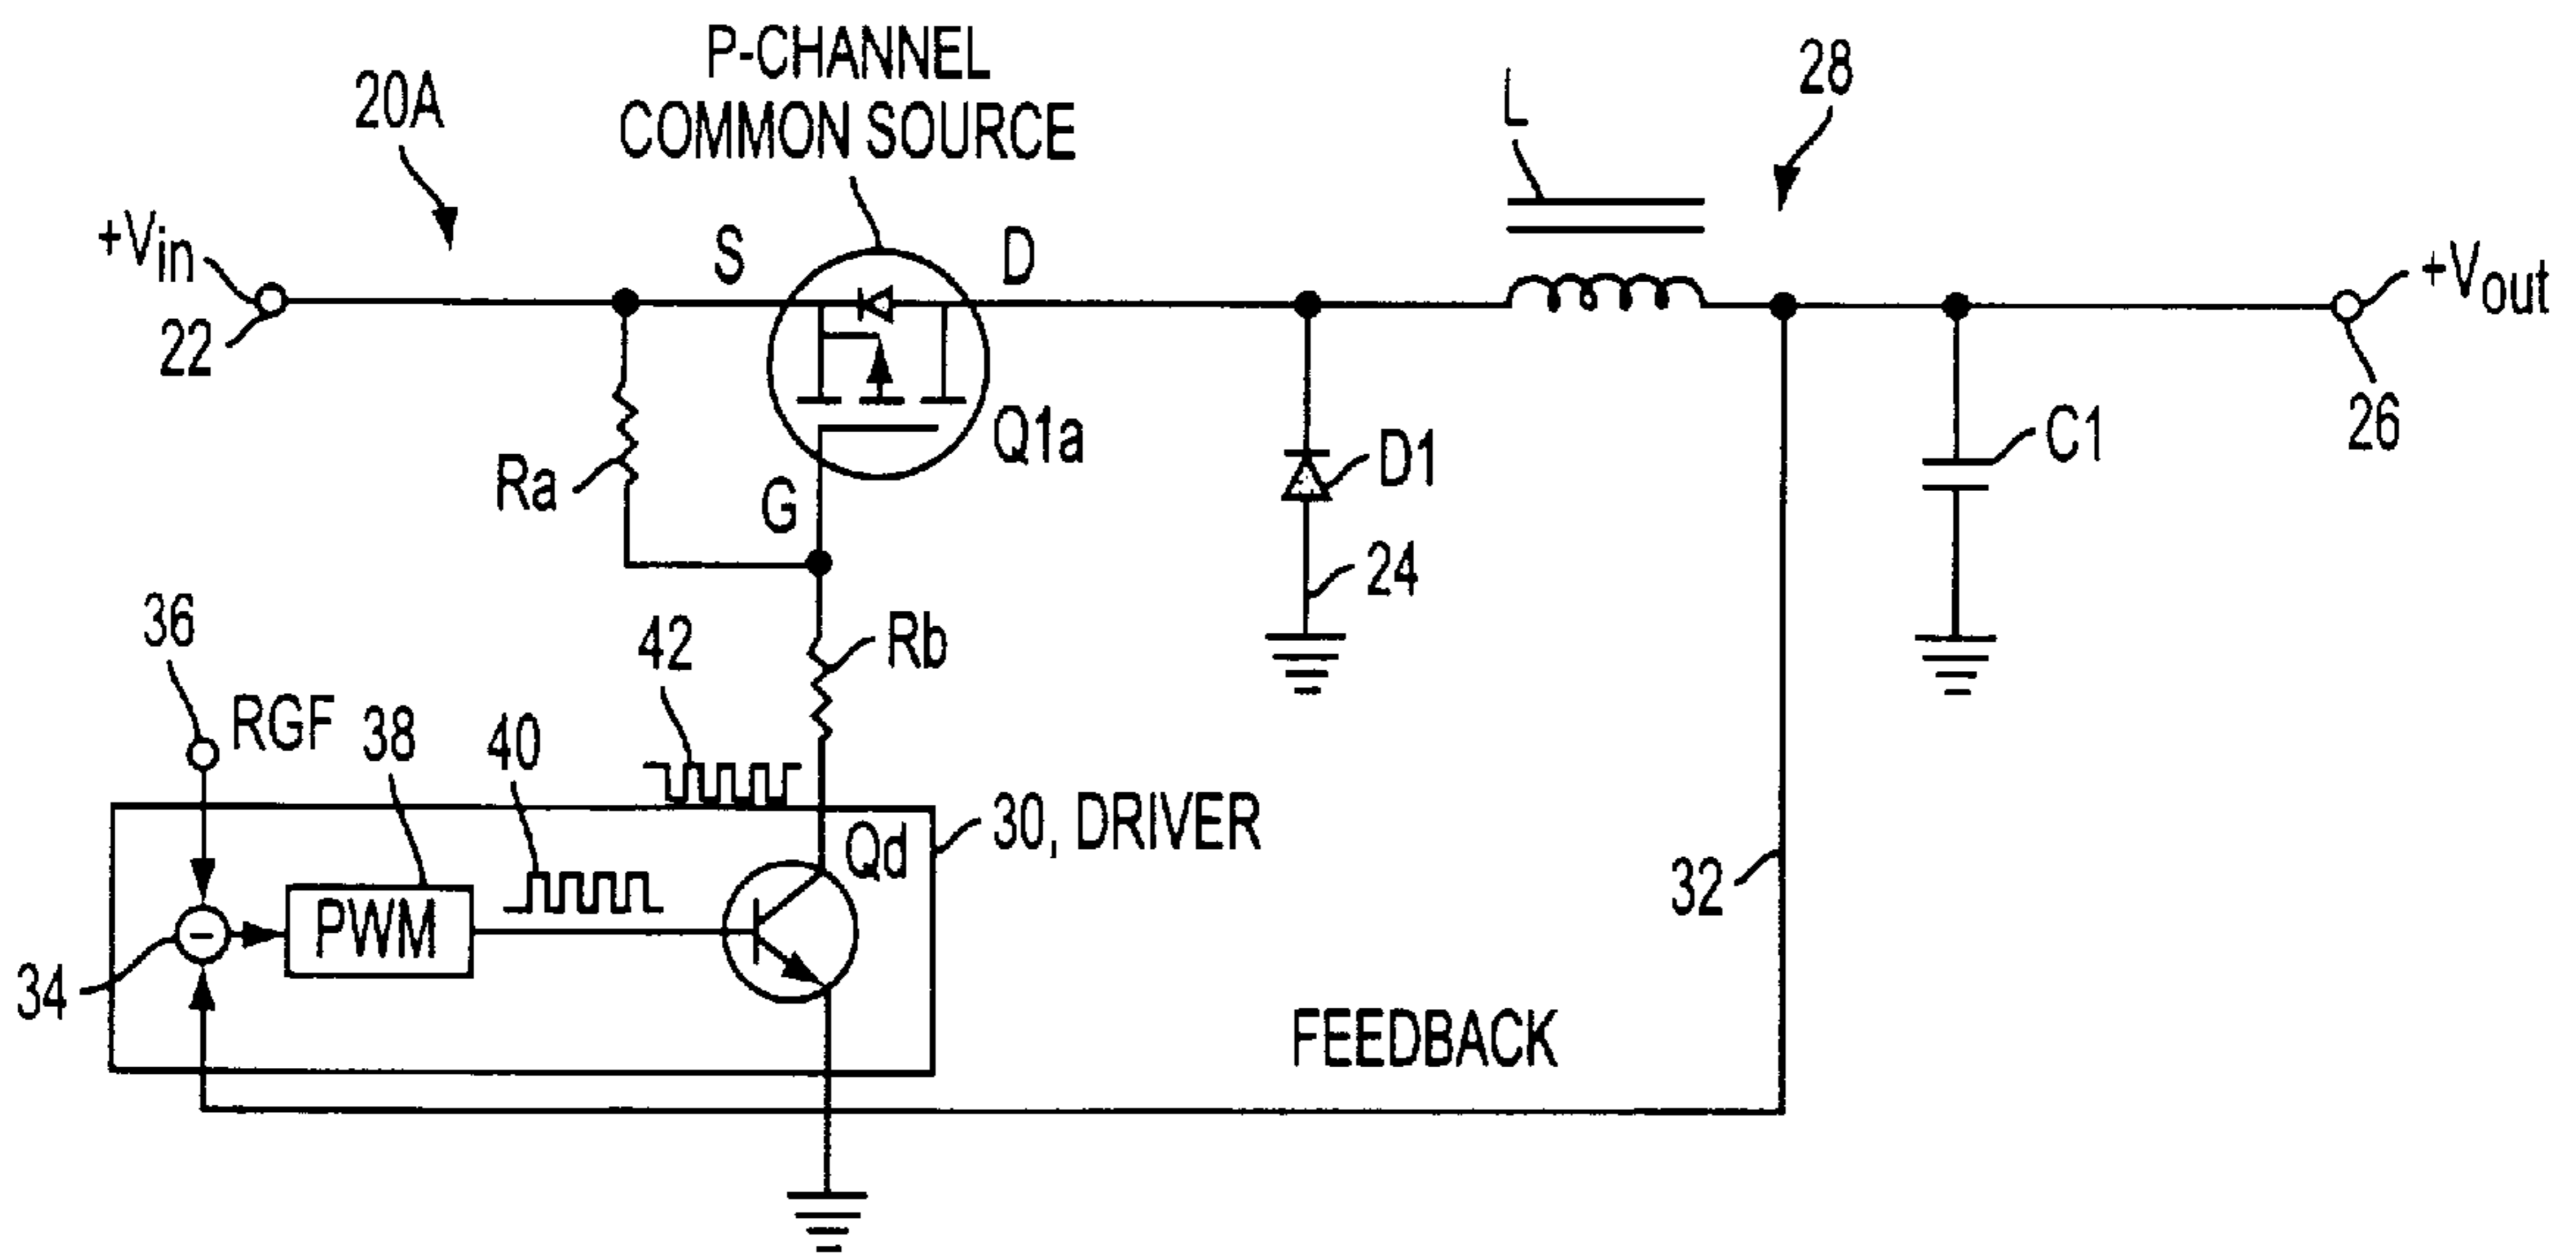 P-CHANNEL
COMMON SOURCE
20A
L
28
+Vin
22
S
D
+Vout
26
Q1a
Ra
G
D1
C1
24
36
42
Rb
RGF
38
40
Qd
30, DRIVER
PWM
32
34
FEEDBACK